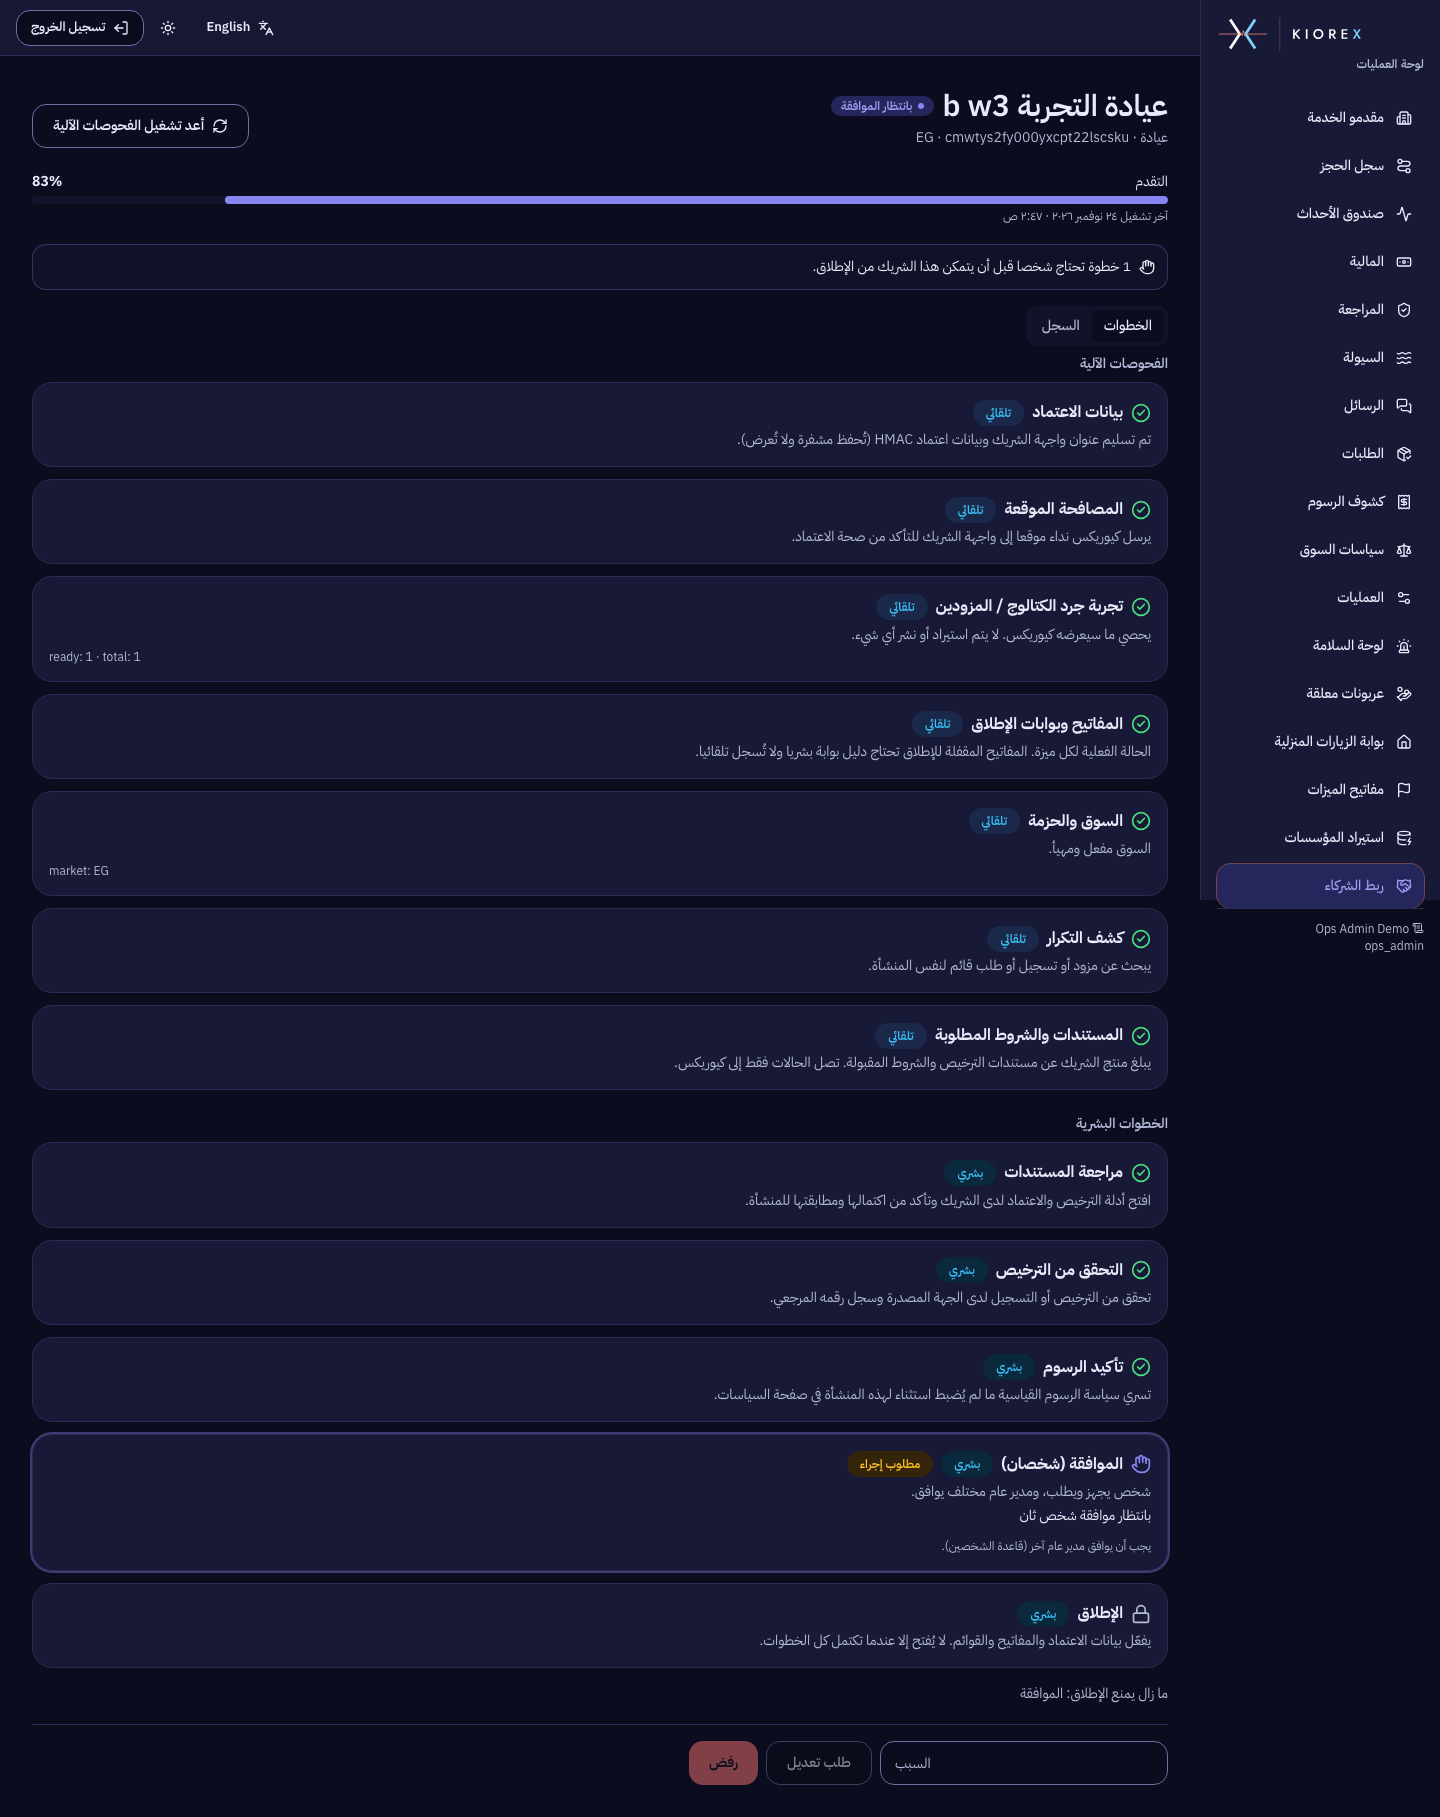 KIOREX
لوحة العمليات
مقدمو الخدمة
سجل الحجز
صندوق الأحداث
المالية
المراجعة
السيولة
الرسائل
الطلبات
كشوف الرسوم
سياسات السوق
العمليات
لوحة السلامة
عربونات معلقة
بوابة الزيارات المنزلية
مفاتيح الميزات
استيراد المؤسسات
ربط الشركاء
Ops Admin Demo
ops_admin
English
تسجيل الخروج
عيادة التجربة b w3
بانتظار الموافقة
عيادة · EG · cmwtys2fy000yxcpt22lscsku
أعد تشغيل الفحوصات الآلية
التقدم
83%
آخر تشغيل ٢٤ نوفمبر ٢٠٢٦ · ٢:٤٧ ص
1 خطوة تحتاج شخصا قبل أن يتمكن هذا الشريك من الإطلاق.
الخطوات
السجل
الفحوصات الآلية
بيانات الاعتماد تلقائي
تم تسليم عنوان واجهة الشريك وبيانات اعتماد HMAC (تُحفظ مشفرة ولا تُعرض).
المصافحة الموقعة تلقائي
يرسل كيوريكس نداء موقعا إلى واجهة الشريك للتأكد من صحة الاعتماد.
تجربة جرد الكتالوج / المزودين تلقائي
يحصي ما سيعرضه كيوريكس. لا يتم استيراد أو نشر أي شيء.
ready: 1 · total: 1
المفاتيح وبوابات الإطلاق تلقائي
الحالة الفعلية لكل ميزة. المفاتيح المقفلة للإطلاق تحتاج دليل بوابة بشريا ولا تُسجل تلقائيا.
السوق والحزمة تلقائي
السوق مفعل ومهيأ.
market: EG
كشف التكرار تلقائي
يبحث عن مزود أو تسجيل أو طلب قائم لنفس المنشأة.
المستندات والشروط المطلوبة تلقائي
يبلغ منتج الشريك عن مستندات الترخيص والشروط المقبولة. تصل الحالات فقط إلى كيوريكس.
الخطوات البشرية
مراجعة المستندات بشري
افتح أدلة الترخيص والاعتماد لدى الشريك وتأكد من اكتمالها ومطابقتها للمنشأة.
التحقق من الترخيص بشري
تحقق من الترخيص أو التسجيل لدى الجهة المصدرة وسجل رقمه المرجعي.
تأكيد الرسوم بشري
تسري سياسة الرسوم القياسية ما لم يُضبط استثناء لهذه المنشأة في صفحة السياسات.
الموافقة (شخصان) بشري مطلوب إجراء
شخص يجهز ويطلب، ومدير عام مختلف يوافق.
بانتظار موافقة شخص ثان
يجب أن يوافق مدير عام آخر (قاعدة الشخصين).
الإطلاق بشري
يفعّل بيانات الاعتماد والمفاتيح والقوائم. لا يُفتح إلا عندما تكتمل كل الخطوات.
ما زال يمنع الإطلاق: الموافقة
السبب
طلب تعديل
رفض